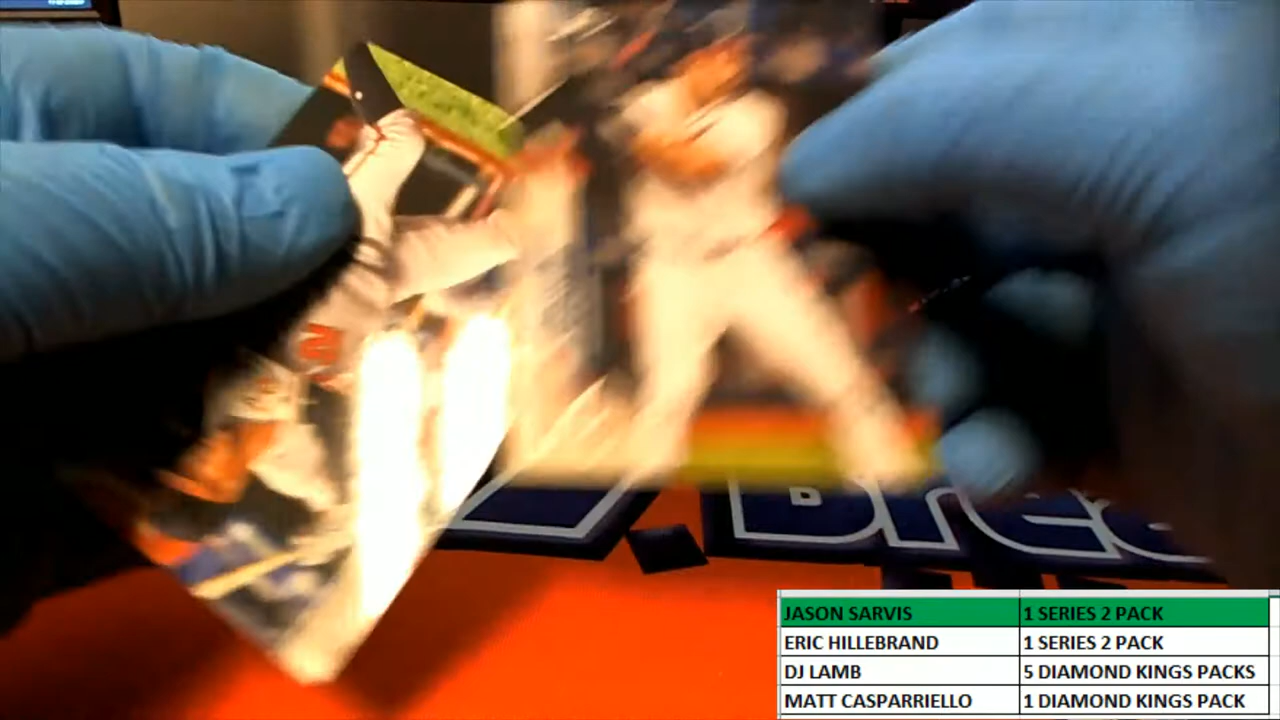 Brea
JASON SARVIS 1 SERIES 2 PACK
ERIC HILLEBRAND 1 SERIES 2 PACK
DJ LAMB 5 DIAMOND KINGS PACKS
MATT CASPARRIELLO 1 DIAMOND KINGS PACK